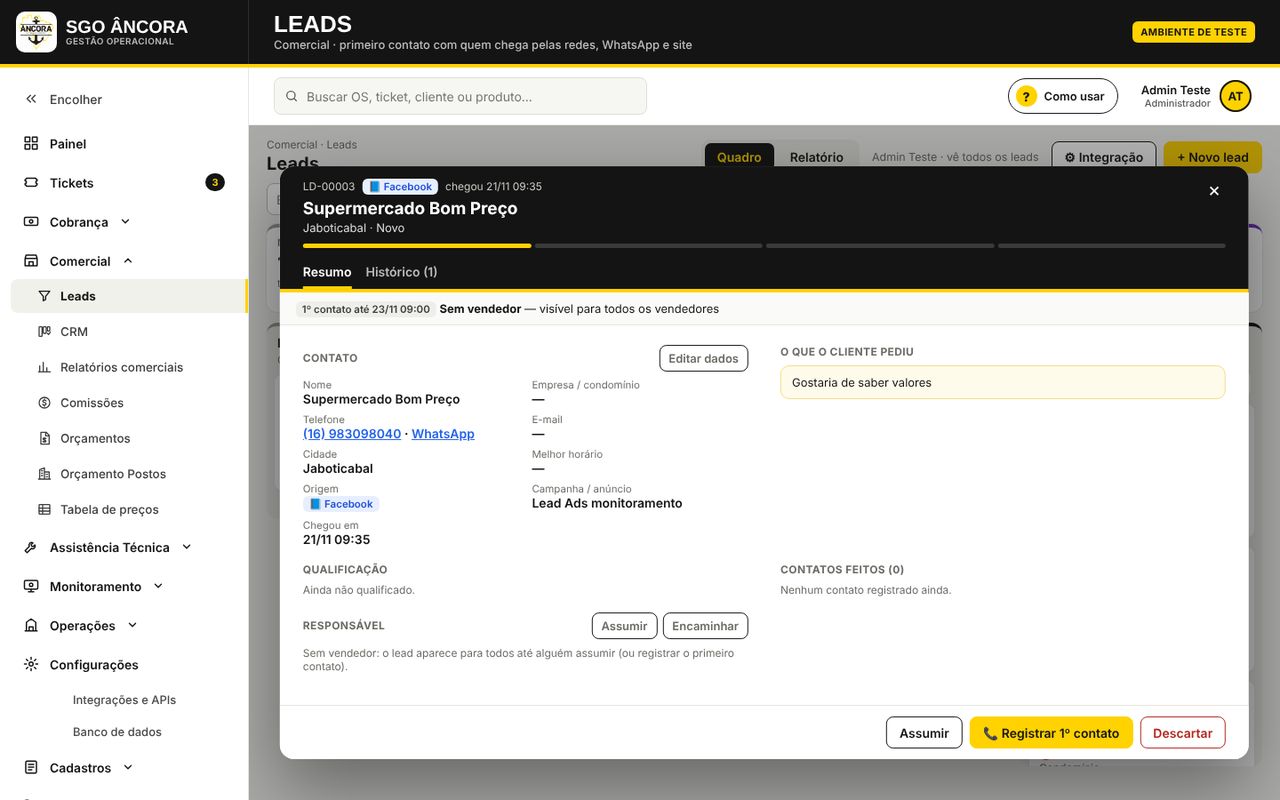 ÂNCORA
SGO ÂNCORA
GESTÃO OPERACIONAL
LEADS
Comercial · primeiro contato com quem chega pelas redes, WhatsApp e site
AMBIENTE DE TESTE
Encolher
Buscar OS, ticket, cliente ou produto...
? Como usar
Admin Teste
Administrador
AT
Painel
Tickets 3
Cobrança
Comercial
Leads
CRM
Relatórios comerciais
Comissões
Orçamentos
Orçamento Postos
Tabela de preços
Assistência Técnica
Monitoramento
Operações
Configurações
Integrações e APIs
Banco de dados
Cadastros
Comercial · Leads
Leads
Quadro
Relatório
Admin Teste · vê todos os leads
⚙ Integração
+ Novo lead
LD-00003 📘 Facebook chegou 21/11 09:35
×
Supermercado Bom Preço
Jaboticabal · Novo
Resumo
Histórico (1)
1º contato até 23/11 09:00 Sem vendedor — visível para todos os vendedores
CONTATO
Editar dados
Nome
Supermercado Bom Preço
Empresa / condomínio
—
Telefone
(16) 983098040 · WhatsApp
E-mail
—
Cidade
Jaboticabal
Melhor horário
—
Origem
📘 Facebook
Campanha / anúncio
Lead Ads monitoramento
Chegou em
21/11 09:35
O QUE O CLIENTE PEDIU
Gostaria de saber valores
QUALIFICAÇÃO
Ainda não qualificado.
CONTATOS FEITOS (0)
Nenhum contato registrado ainda.
RESPONSÁVEL
Assumir
Encaminhar
Sem vendedor: o lead aparece para todos até alguém assumir (ou registrar o primeiro
contato).
Assumir
📞 Registrar 1º contato
Descartar